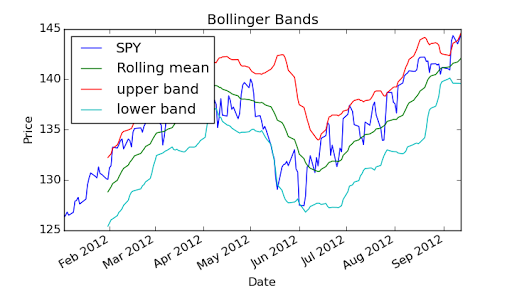 Bollinger Bands
145
140
135
130
125
Price
SPY
Rolling mean
upper band
lower band
Feb 2012
Mar 2012
Apr 2012
May 2012
Jun 2012
Jul 2012
Aug 2012
Sep 2012
Date